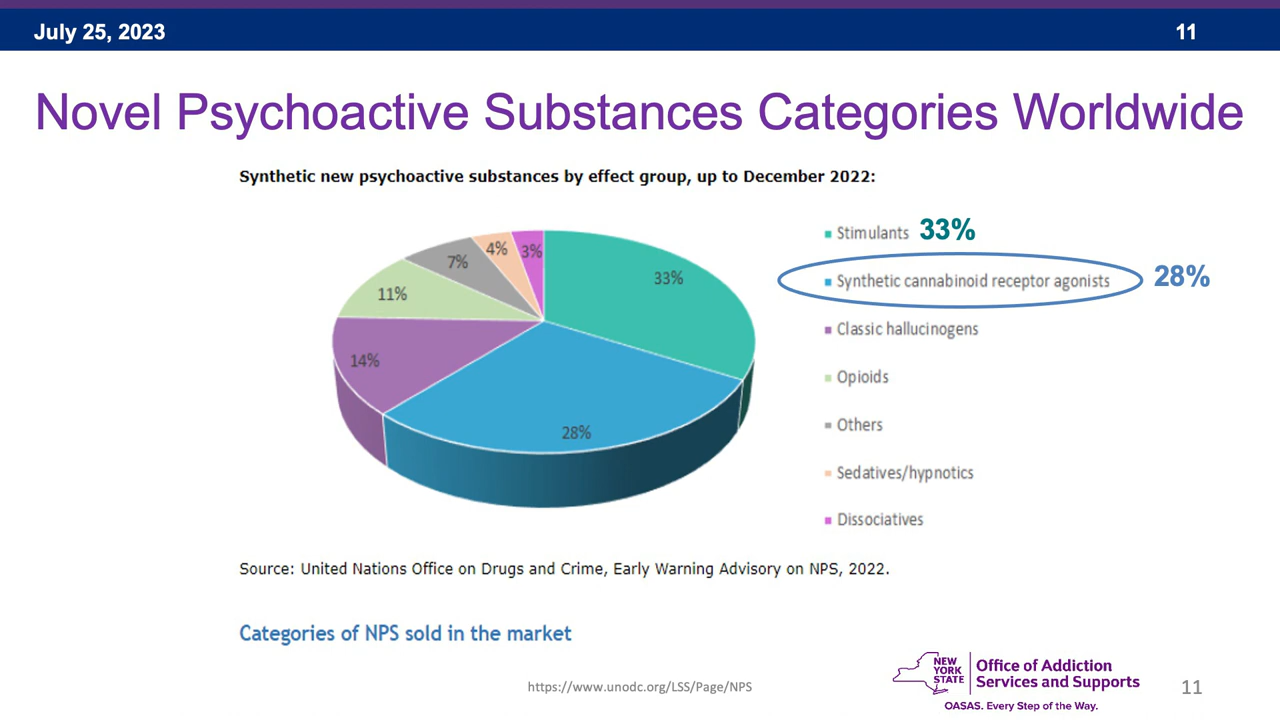 July 25, 2023
11
Novel Psychoactive Substances Categories Worldwide
Synthetic new psychoactive substances by effect group, up to December 2022:
33%
28%
14%
11%
7%
4%
3%
Stimulants 33%
Synthetic cannabinoid receptor agonists 28%
Classic hallucinogens
Opioids
Others
Sedatives/hypnotics
Dissociatives
Source: United Nations Office on Drugs and Crime, Early Warning Advisory on NPS, 2022.
Categories of NPS sold in the market
https://www.unodc.org/LSS/Page/NPS
NEW
YORK
STATE
Office of Addiction
Services and Supports
OASAS. Every Step of the Way.
11